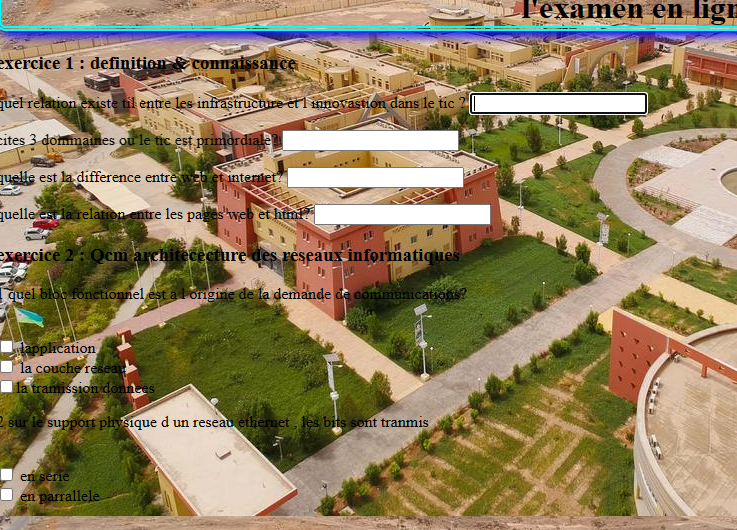 l'examen en lign
exercice 1 : definition & connaissance
quel relation existe til entre les infrastructure et l innovastion dans le tic ?
cites 3 dommaines ou le tic est primordiale?
quelle est la difference entre web et internet?
quelle est la relation entre les pages web et html?
exercice 2 : Qcm architececture des reseaux informatiques
1 quel bloc fonctionnel est a l origine de la demande de communications?
lapplication
la couche reseau
la tramission donnees
2 sur le support physique d un reseau ethernet , les bits sont tranmis
en serie
en parrallele